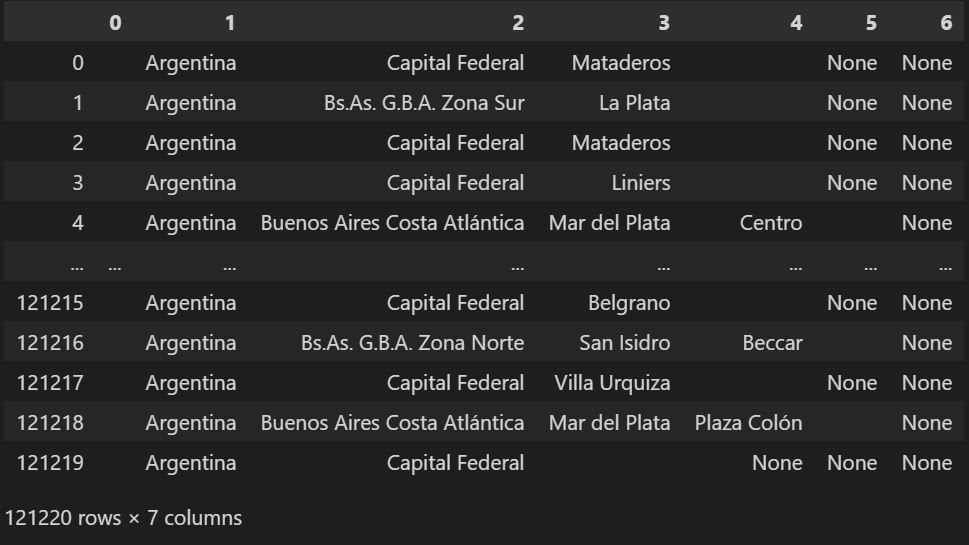 0 1 2 3 4 5 6
0 Argentina Capital Federal Mataderos None None
1 Argentina Bs.As. G.B.A. Zona Sur La Plata None None
2 Argentina Capital Federal Mataderos None None
3 Argentina Capital Federal Liniers None None
4 Argentina Buenos Aires Costa Atlántica Mar del Plata Centro None
... ... ... ... ... ... ... ...
121215 Argentina Capital Federal Belgrano None None
121216 Argentina Bs.As. G.B.A. Zona Norte San Isidro Beccar None
121217 Argentina Capital Federal Villa Urquiza None None
121218 Argentina Buenos Aires Costa Atlántica Mar del Plata Plaza Colón None
121219 Argentina Capital Federal None None None
121220 rows × 7 columns